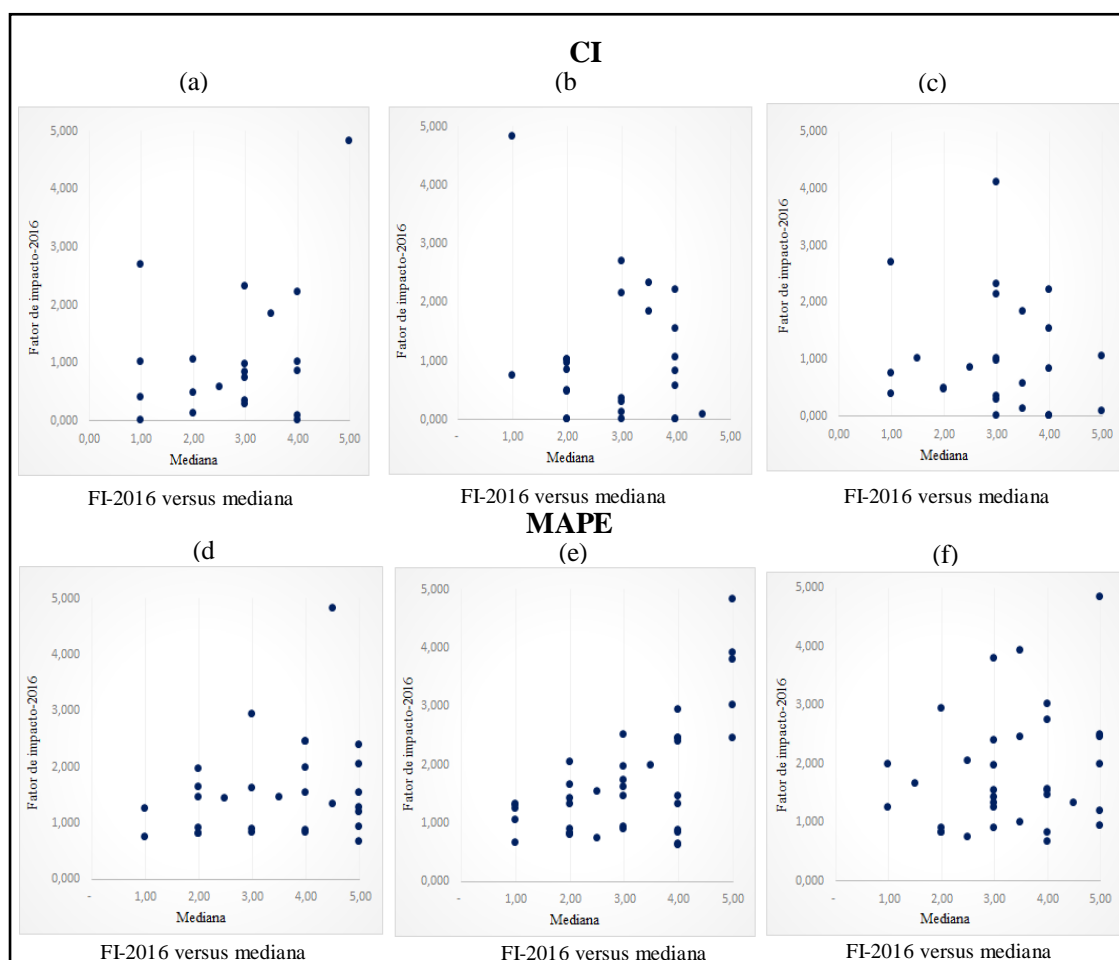 CI
(a)
(b)
(c)
5,000
4,000
3,000
2,000
1,000
0,000
Fator de impacto-2016
0,00 1,00 2,00 3,00 4,00 5,00
Mediana
FI-2016 versus mediana
5,000
4,000
3,000
2,000
1,000
0,000
Fator de impacto-2016
- 1,00 2,00 3,00 4,00 5,00
Mediana
FI-2016 versus mediana
5,000
4,000
3,000
2,000
1,000
0,000
Fator de impacto-2016
0,00 1,00 2,00 3,00 4,00 5,00
Mediana
FI-2016 versus mediana
MAPE
(d)
(e)
(f)
5,000
4,000
3,000
2,000
1,000
0,000
Fator de impacto-2016
- 1,00 2,00 3,00 4,00 5,00
Mediana
FI-2016 versus mediana
5,000
4,000
3,000
2,000
1,000
0,000
Fator de impacto-2016
- 1,00 2,00 3,00 4,00 5,00
Mediana
FI-2016 versus mediana
5,000
4,000
3,000
2,000
1,000
0,000
Fator de impacto-2016
- 1,00 2,00 3,00 4,00 5,00
Mediana
FI-2016 versus mediana